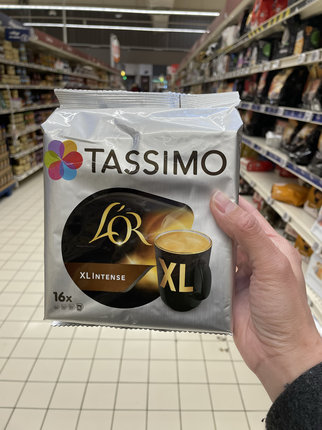 TASSIMO
L'OR
XL INTENSE
XL
16x